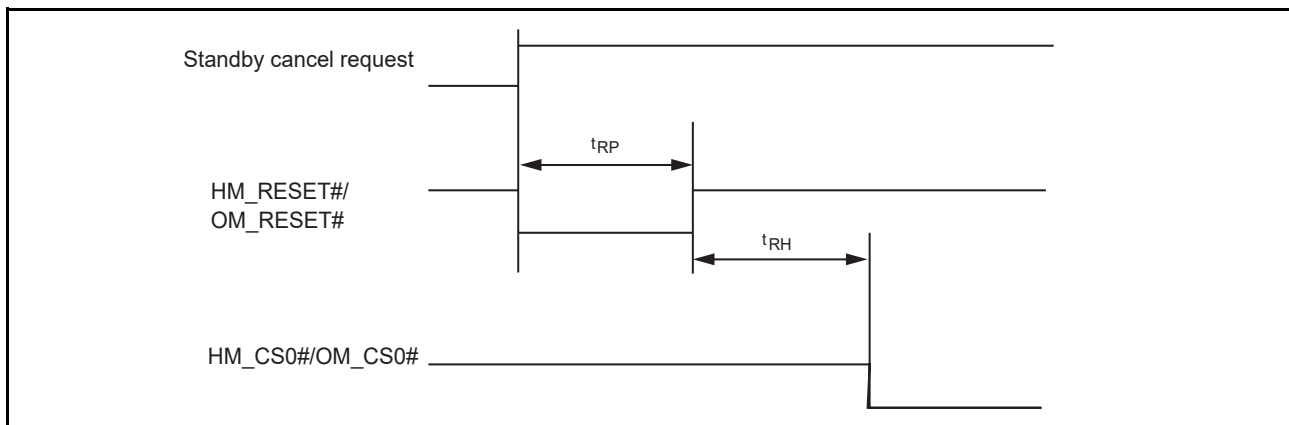 Standby cancel request
tRP
HM_RESET#/
OM_RESET#
tRH
HM_CS0#/OM_CS0#